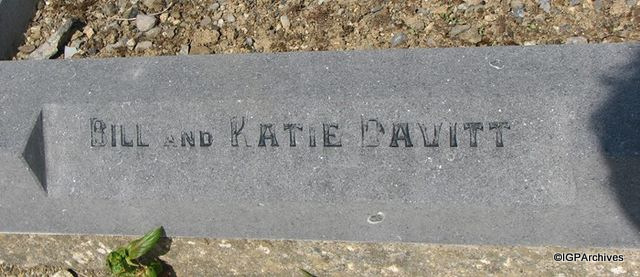 Bill and Katie Davitt
©IGPArchives